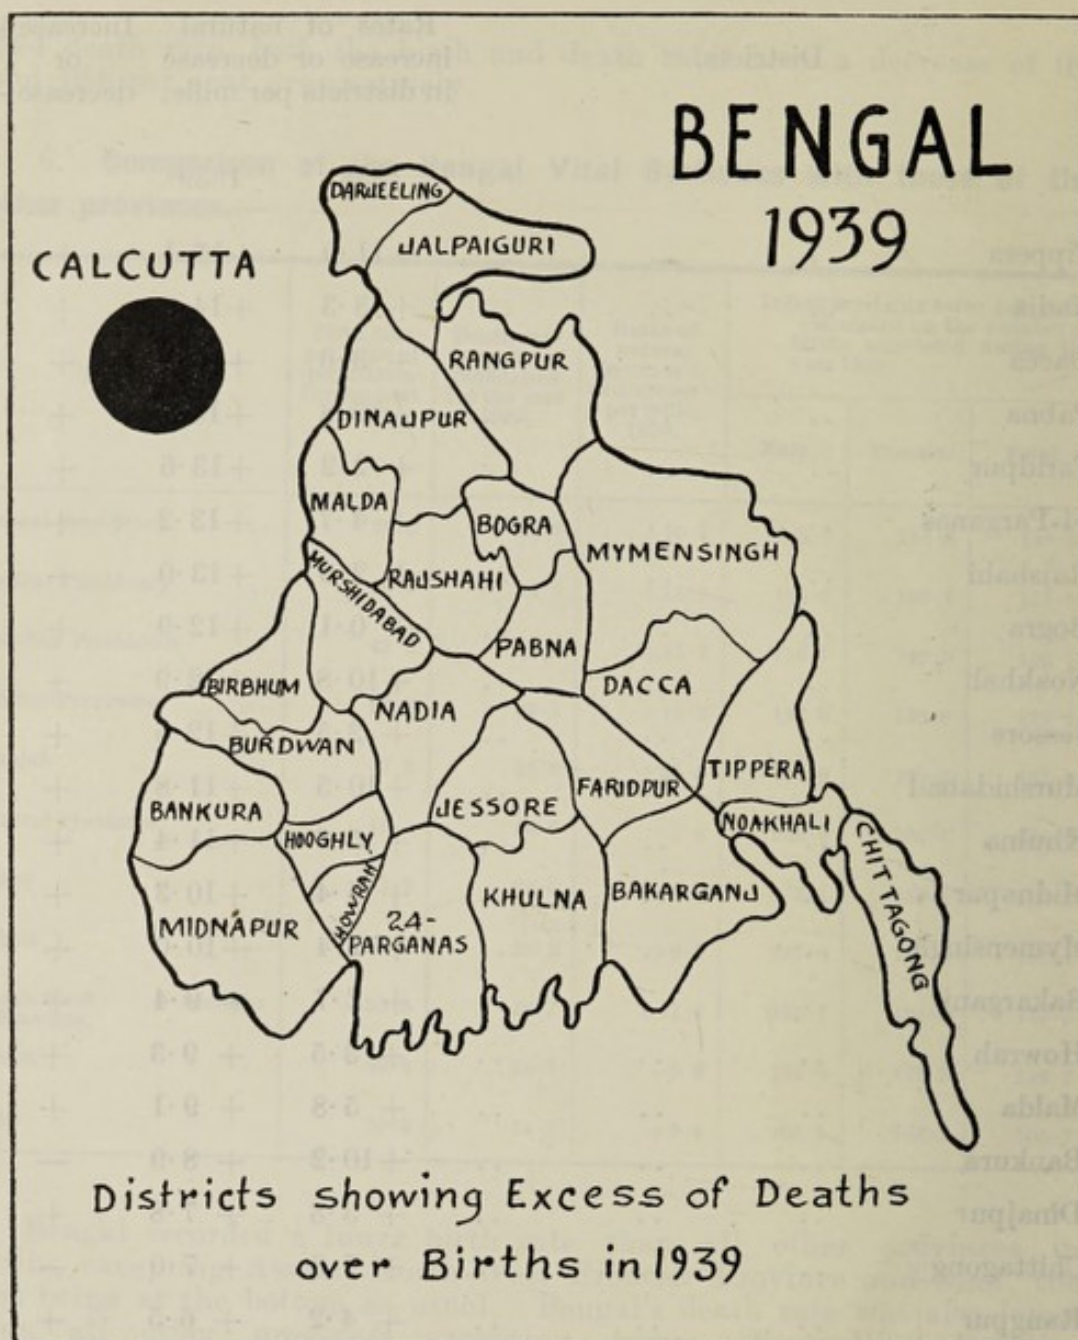 BENGAL
1939
CALCUTTA
DARJEELING
JALPAIGURI
RANGPUR
DINAJPUR
MALDA
BOGRA
MYMENSINGH
MURSHIDABAD
RAJSHAHI
PABNA
DACCA
BIRBHUM
NADIA
BURDWAN
TIPPERA
FARIDPUR
BANKURA
JESSORE
NOAKHALI
HOOGHLY
CHITTAGONG
HOWRAH
KHULNA
BAKARGANJ
MIDNAPUR
24-
PARGANAS
Districts showing Excess of Deaths
over Births in 1939